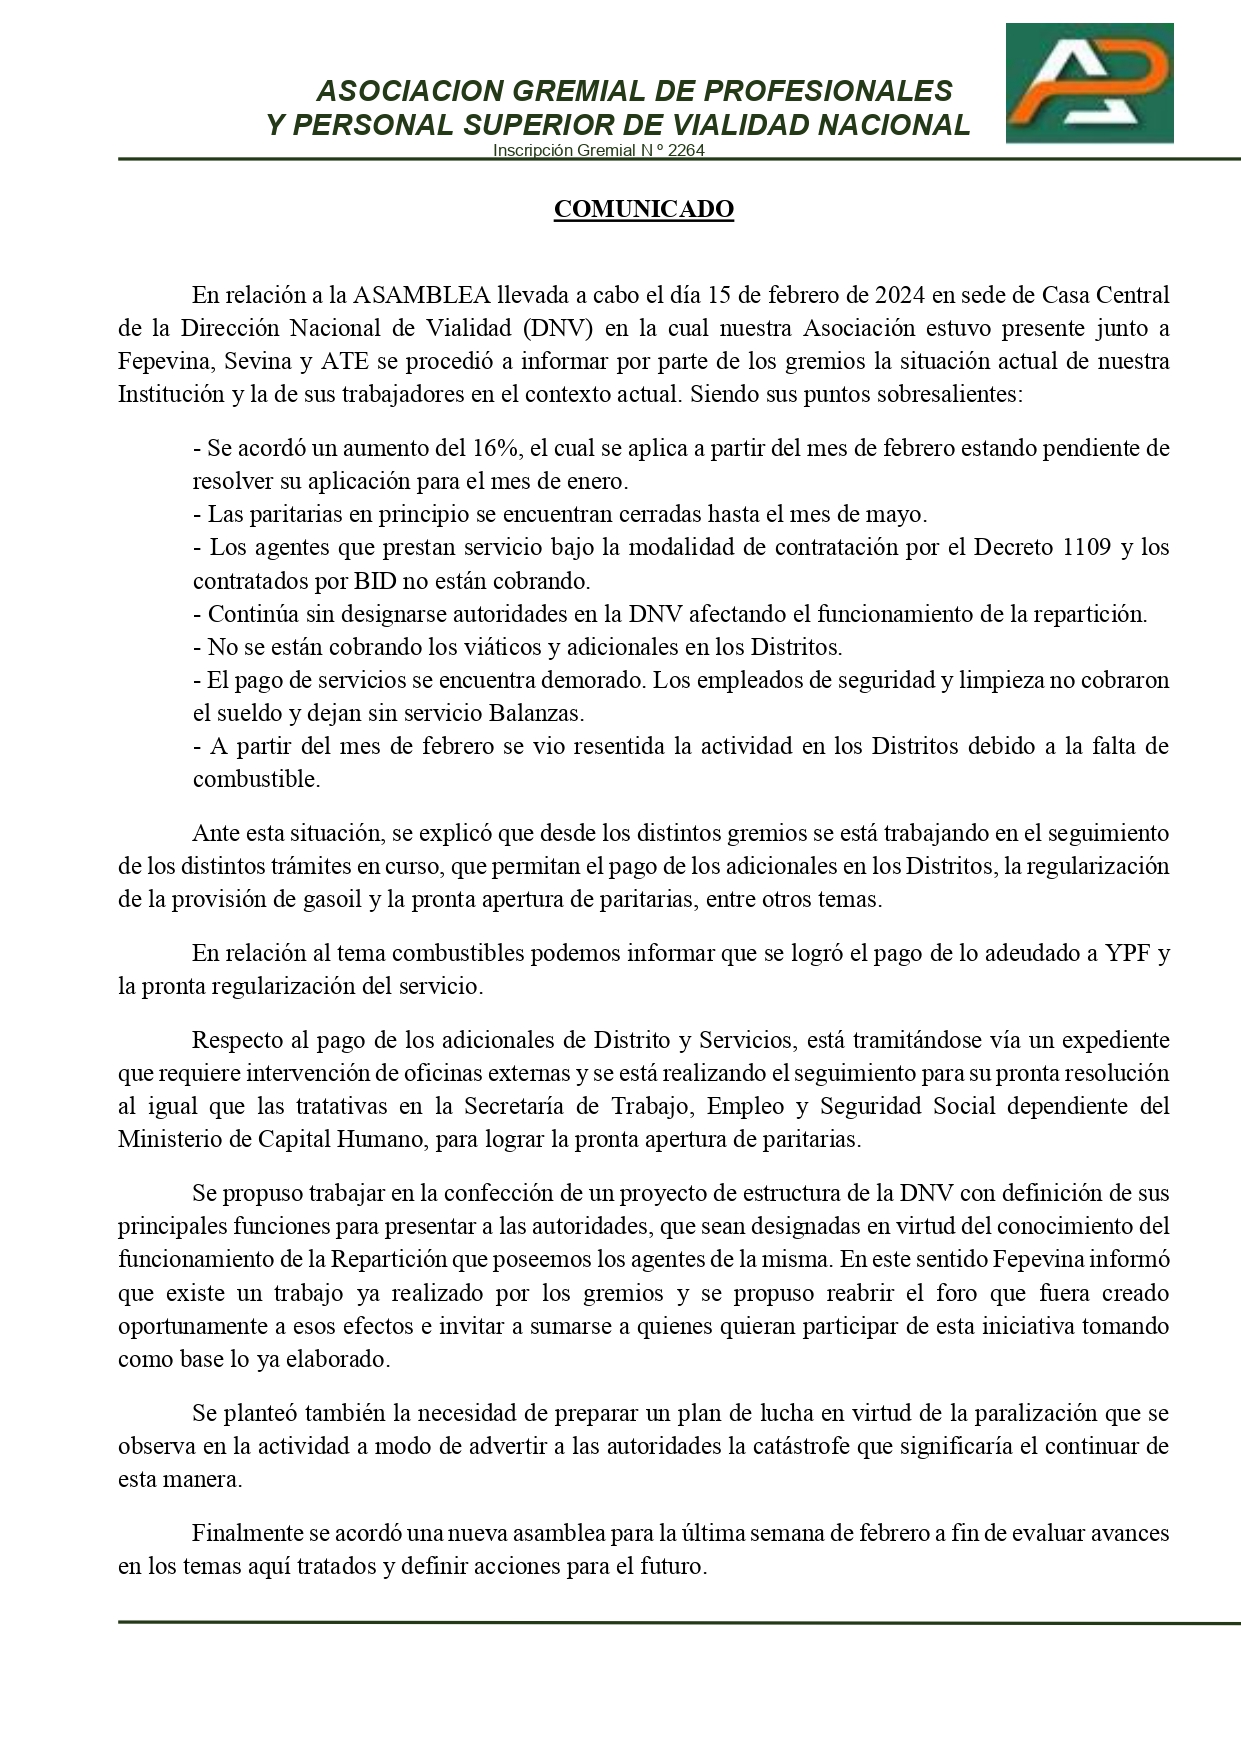 ASOCIACION GREMIAL DE PROFESIONALES
Y PERSONAL SUPERIOR DE VIALIDAD NACIONAL
Inscripción Gremial N º 2264
COMUNICADO
En relación a la ASAMBLEA llevada a cabo el día 15 de febrero de 2024 en sede de Casa Central
de la Dirección Nacional de Vialidad (DNV) en la cual nuestra Asociación estuvo presente junto a
Fepevina, Sevina y ATE se procedió a informar por parte de los gremios la situación actual de nuestra
Institución y la de sus trabajadores en el contexto actual. Siendo sus puntos sobresalientes:
- Se acordó un aumento del 16%, el cual se aplica a partir del mes de febrero estando pendiente de
resolver su aplicación para el mes de enero.
- Las paritarias en principio se encuentran cerradas hasta el mes de mayo.
- Los agentes que prestan servicio bajo la modalidad de contratación por el Decreto 1109 y los
contratados por BID no están cobrando.
- Continúa sin designarse autoridades en la DNV afectando el funcionamiento de la repartición.
- No se están cobrando los viáticos y adicionales en los Distritos.
- El pago de servicios se encuentra demorado. Los empleados de seguridad y limpieza no cobraron
el sueldo y dejan sin servicio Balanzas.
- A partir del mes de febrero se vio resentida la actividad en los Distritos debido a la falta de
combustible.
Ante esta situación, se explicó que desde los distintos gremios se está trabajando en el seguimiento
de los distintos trámites en curso, que permitan el pago de los adicionales en los Distritos, la regularización
de la provisión de gasoil y la pronta apertura de paritarias, entre otros temas.
En relación al tema combustibles podemos informar que se logró el pago de lo adeudado a YPF y
la pronta regularización del servicio.
Respecto al pago de los adicionales de Distrito y Servicios, está tramitándose vía un expediente
que requiere intervención de oficinas externas y se está realizando el seguimiento para su pronta resolución
al igual que las tratativas en la Secretaría de Trabajo, Empleo y Seguridad Social dependiente del
Ministerio de Capital Humano, para lograr la pronta apertura de paritarias.
Se propuso trabajar en la confección de un proyecto de estructura de la DNV con definición de sus
principales funciones para presentar a las autoridades, que sean designadas en virtud del conocimiento del
funcionamiento de la Repartición que poseemos los agentes de la misma. En este sentido Fepevina informó
que existe un trabajo ya realizado por los gremios y se propuso reabrir el foro que fuera creado
oportunamente a esos efectos e invitar a sumarse a quienes quieran participar de esta iniciativa tomando
como base lo ya elaborado.
Se planteó también la necesidad de preparar un plan de lucha en virtud de la paralización que se
observa en la actividad a modo de advertir a las autoridades la catástrofe que significaría el continuar de
esta manera.
Finalmente se acordó una nueva asamblea para la última semana de febrero a fin de evaluar avances
en los temas aquí tratados y definir acciones para el futuro.